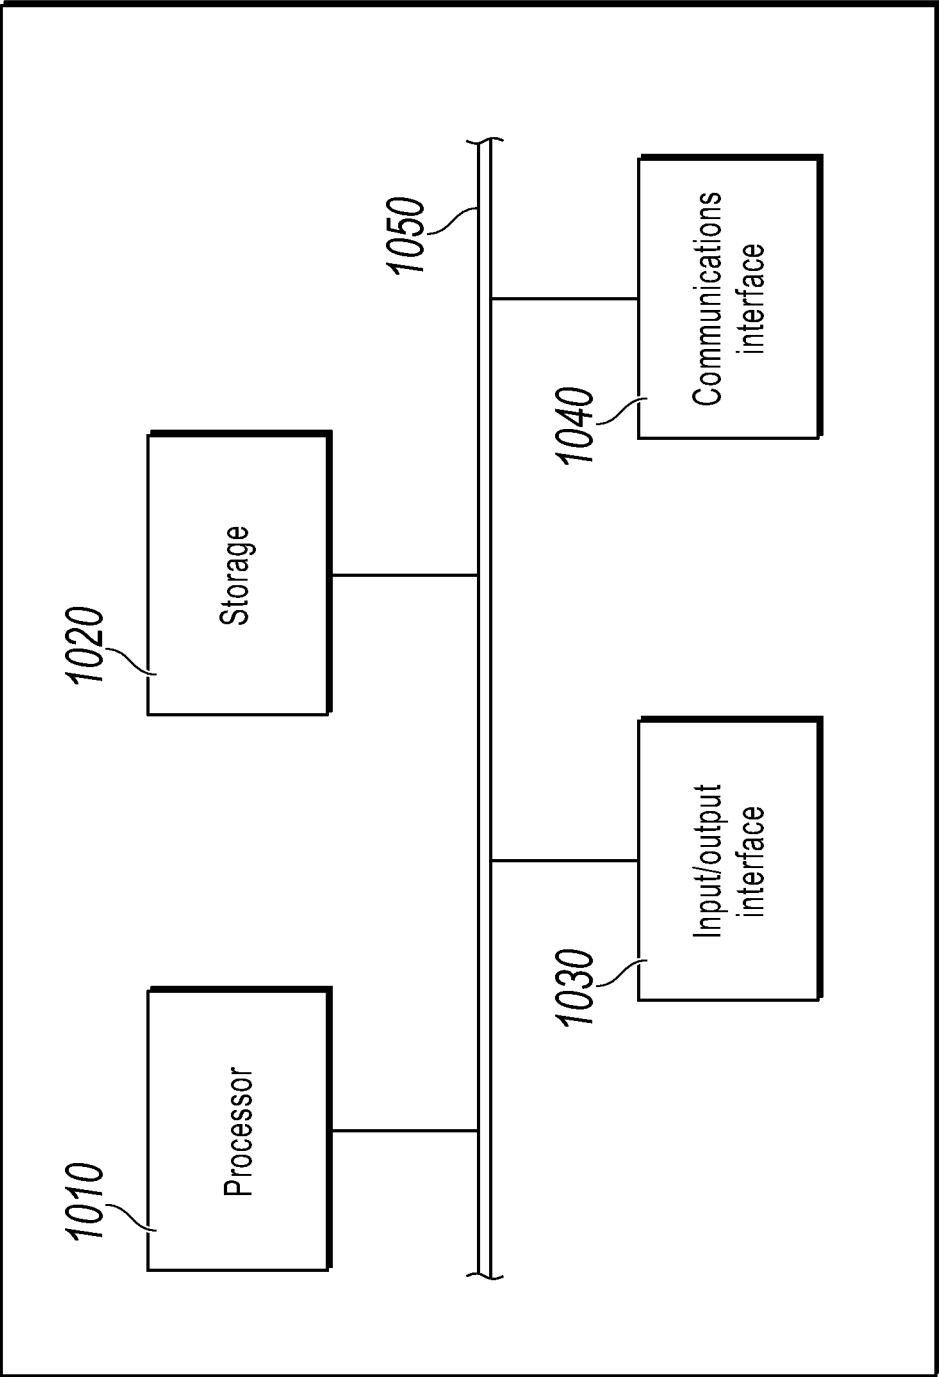 1010
Processor
1020
Storage
1050
1030
Input/output
interface
1040
Communications
interface